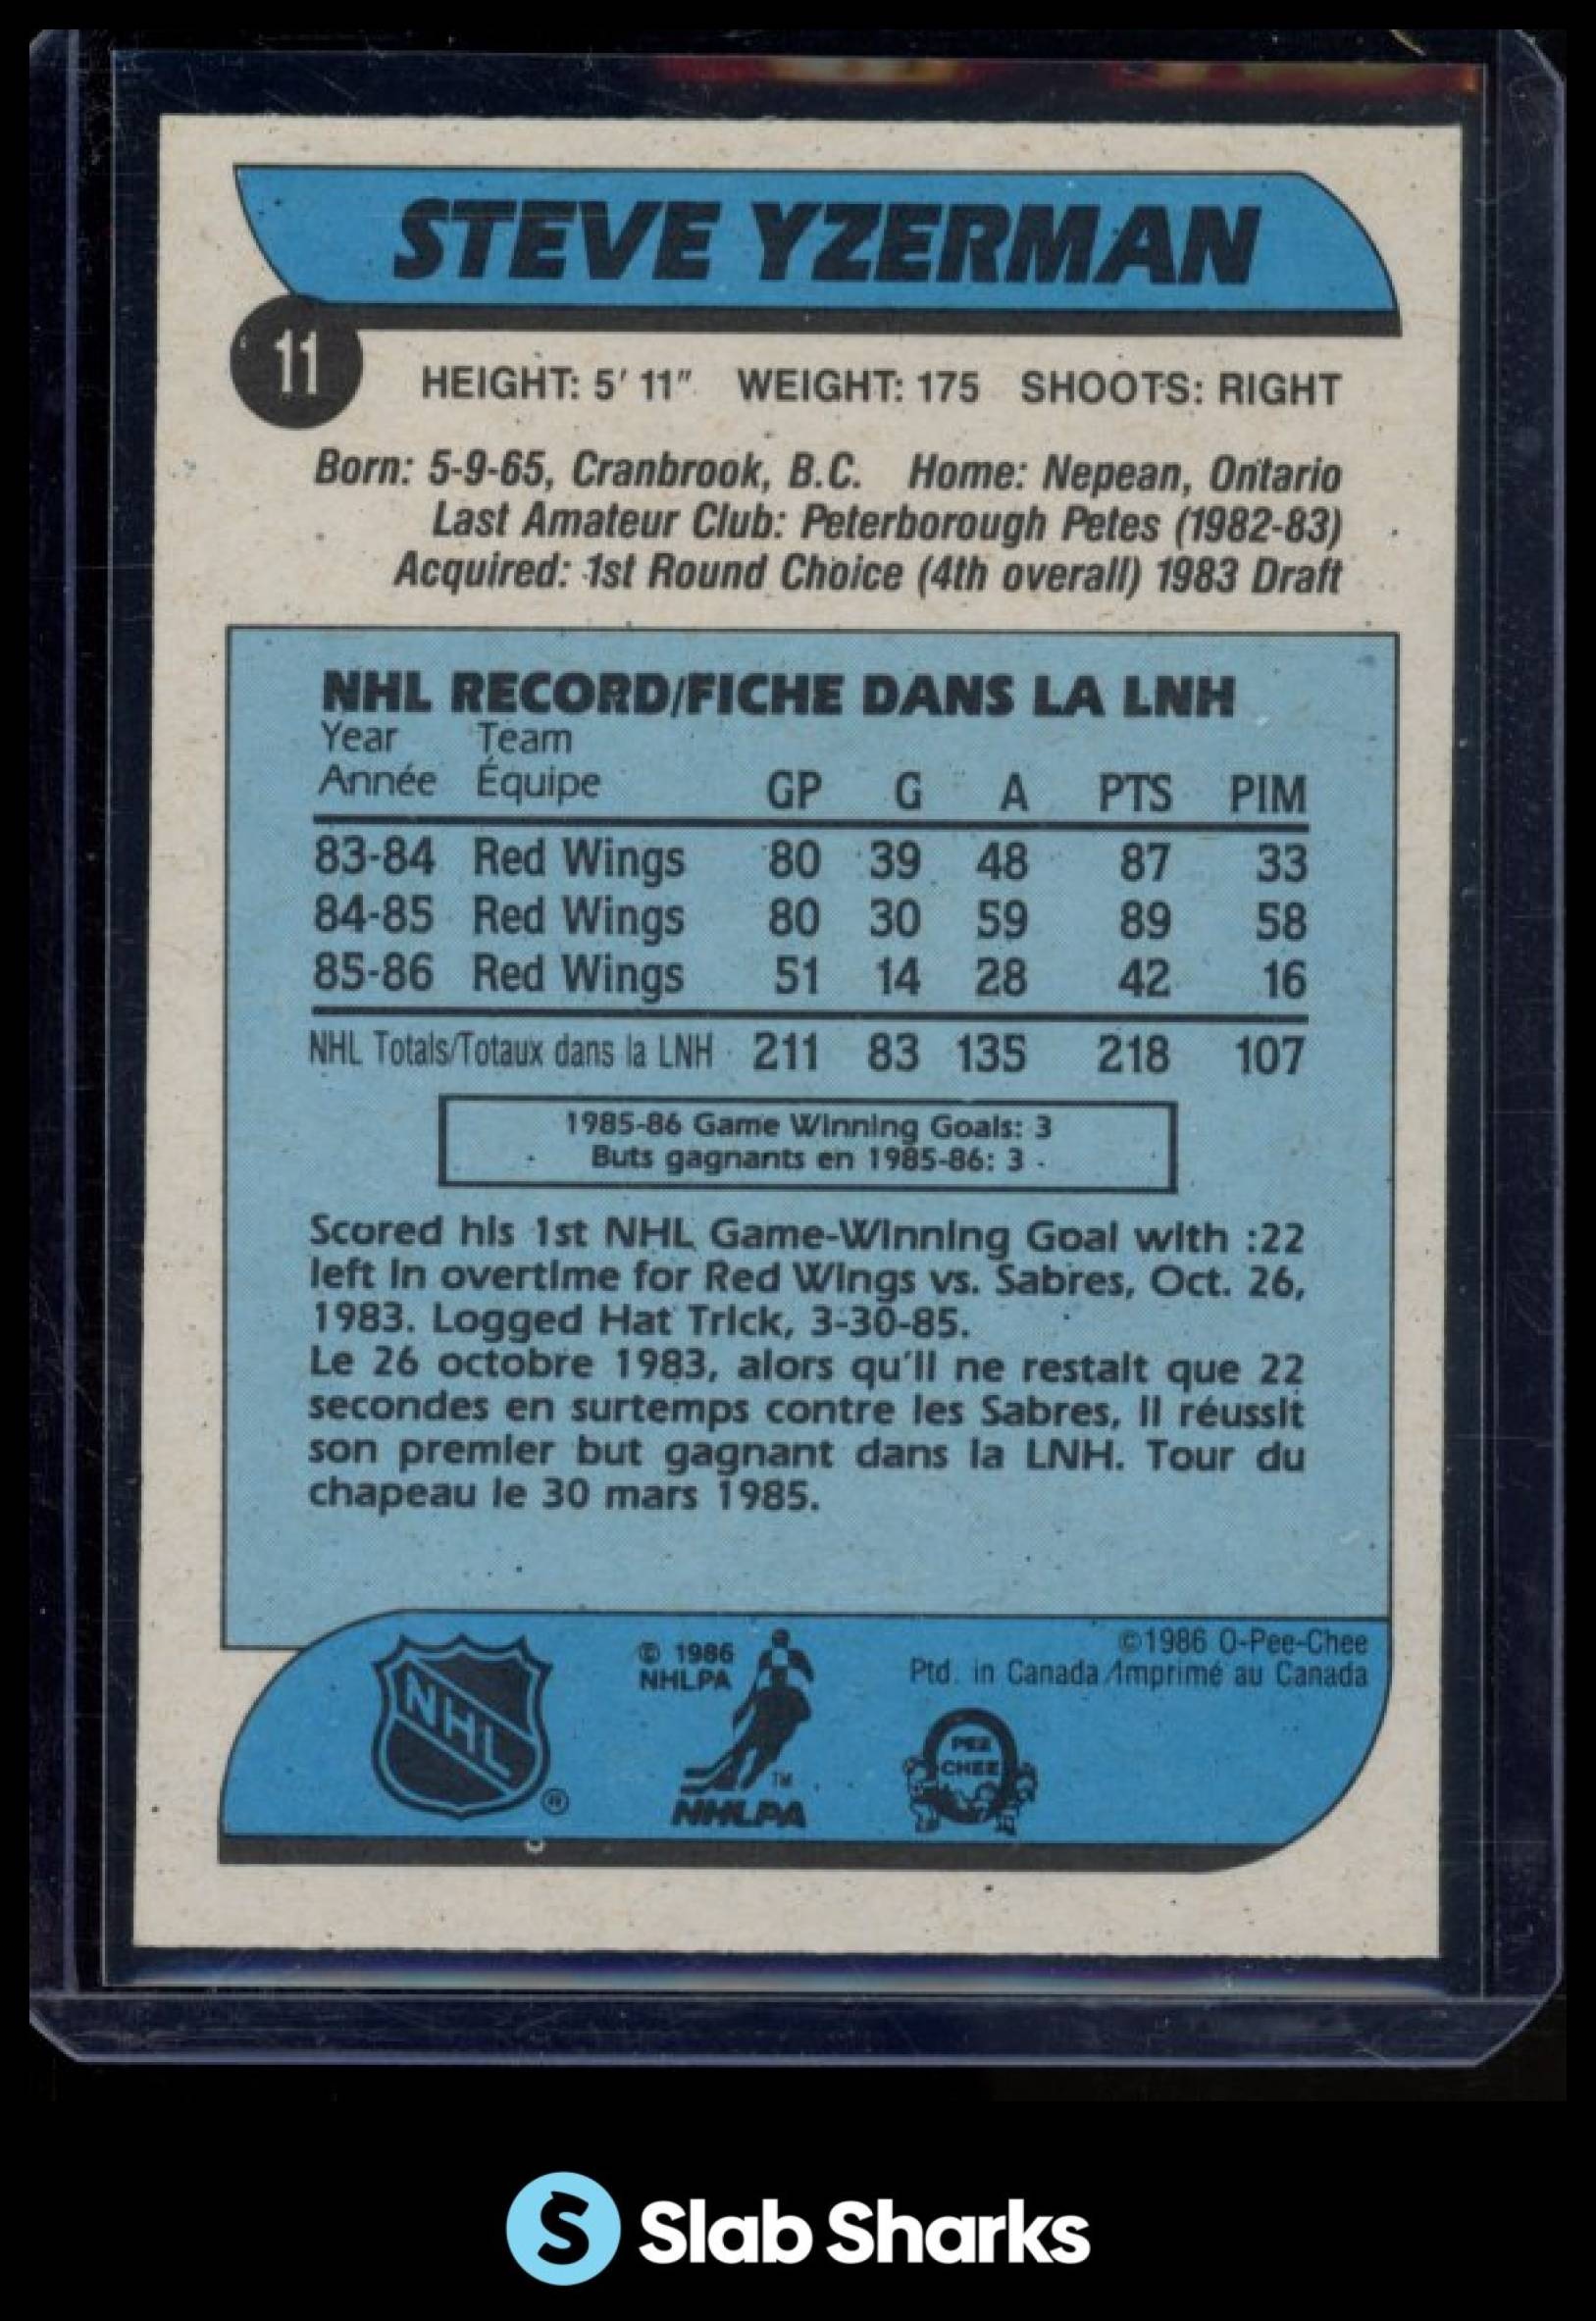 STEVE YZERMAN
11
HEIGHT: 5' 11" WEIGHT: 175 SHOOTS: RIGHT
Born: 5-9-65, Cranbrook, B.C. Home: Nepean, Ontario
Last Amateur Club: Peterborough Petes (1982-83)
Acquired: 1st Round Choice (4th overall) 1983 Draft
NHL RECORD/FICHE DANS LA LNH
Year Team
Année Équipe GP G A PTS PIM
83-84 Red Wings 80 39 48 87 33
84-85 Red Wings 80 30 59 89 58
85-86 Red Wings 51 14 28 42 16
NHL Totals/Totaux dans la LNH 211 83 135 218 107
1985-86 Game Winning Goals: 3
Buts gagnants en 1985-86: 3
Scored his 1st NHL Game-Winning Goal with :22
left in overtime for Red Wings vs. Sabres, Oct. 26,
1983. Logged Hat Trick, 3-30-85.
Le 26 octobre 1983, alors qu'il ne restait que 22
secondes en surtemps contre les Sabres, il réussit
son premier but gagnant dans la LNH. Tour du
chapeau le 30 mars 1985.
NHL ®
© 1986
NHLPA
TM
NHLPA
©1986 O-Pee-Chee
Ptd. in Canada/Imprimé au Canada
PEE
CHEE
S Slab Sharks